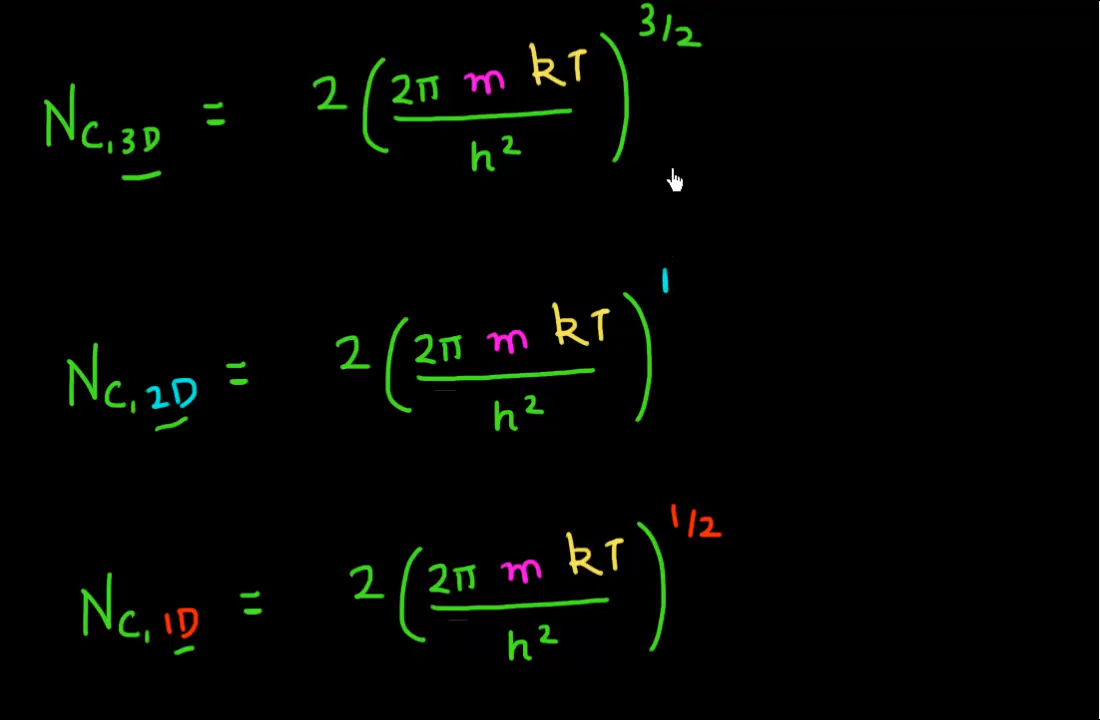 N_{C,3D} = 2 ( 2π m kT / h² )^{3/2}
N_{C,2D} = 2 ( 2π m kT / h² )^{1}
N_{C,1D} = 2 ( 2π m kT / h² )^{1/2}